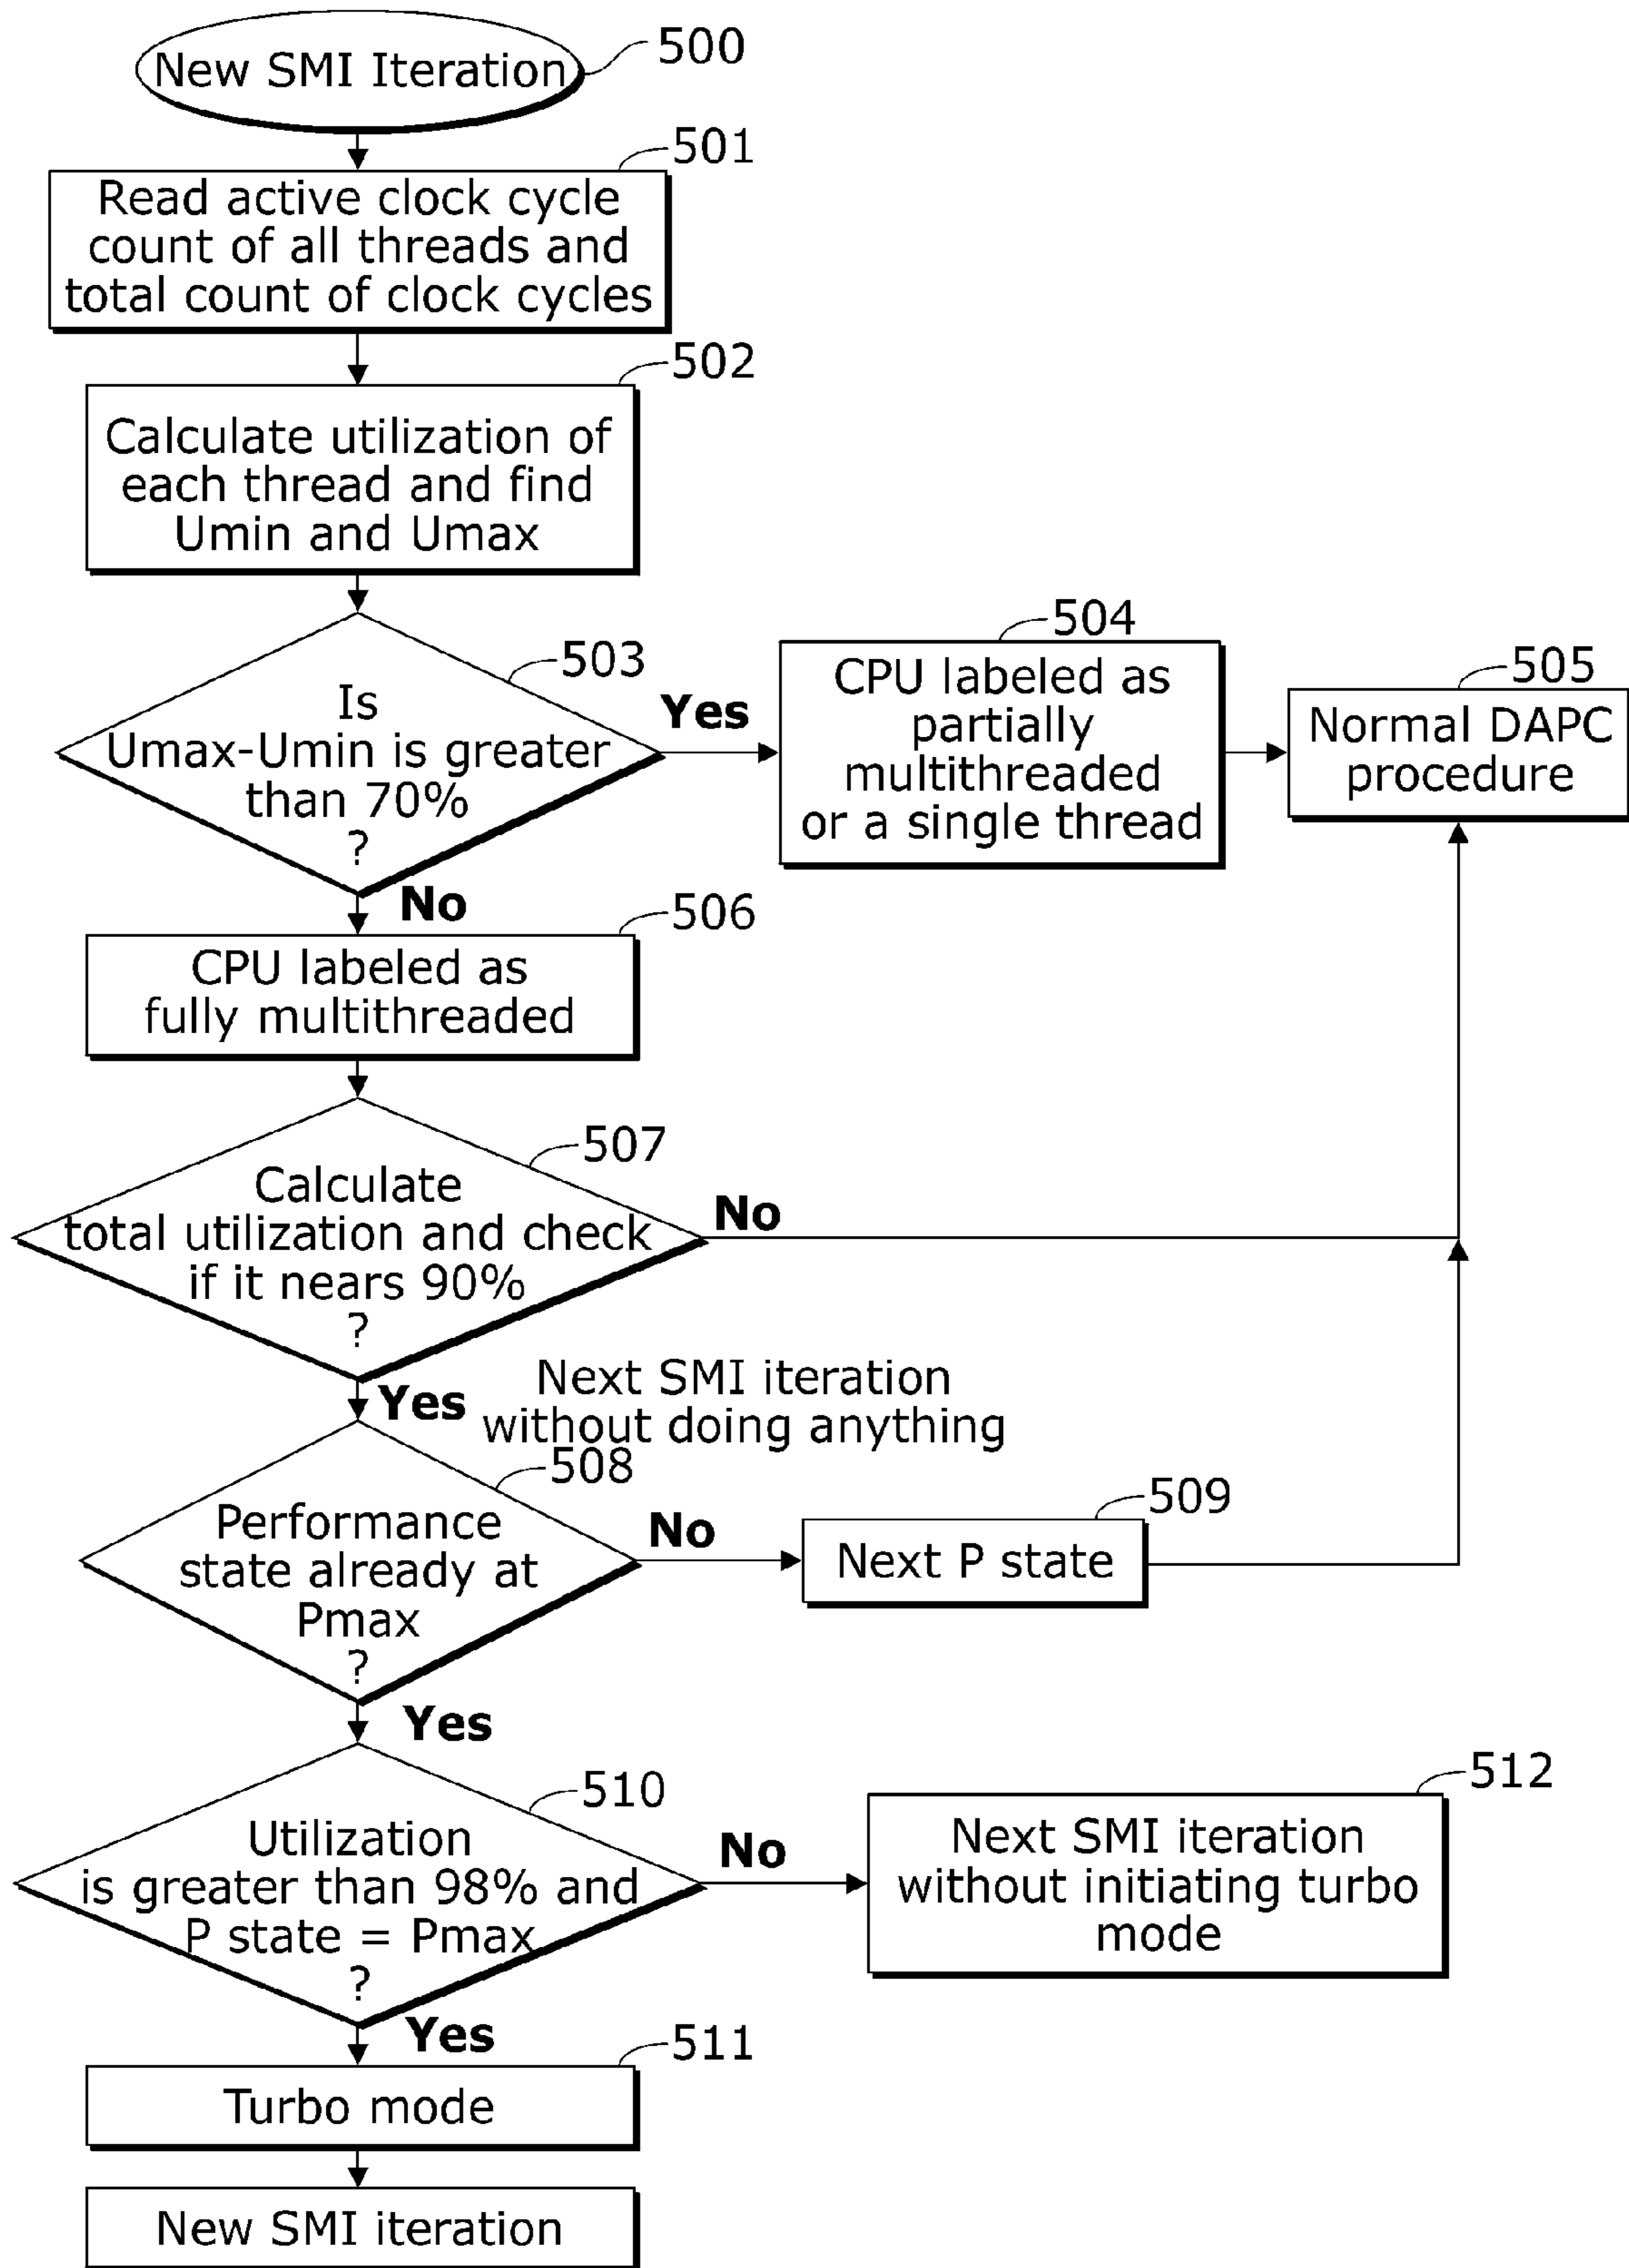 New SMI Iteration
500
501
Read active clock cycle
count of all threads and
total count of clock cycles
502
Calculate utilization of
each thread and find
Umin and Umax
503
Is
Umax-Umin is greater
than 70%
?
Yes
504
CPU labeled as
partially
multithreaded
or a single thread
505
Normal DAPC
procedure
No
506
CPU labeled as
fully multithreaded
507
Calculate
total utilization and check
if it nears 90%
?
No
Yes
Next SMI iteration
without doing anything
508
Performance
state already at
Pmax
?
No
509
Next P state
Yes
510
Utilization
is greater than 98% and
P state = Pmax
?
No
512
Next SMI iteration
without initiating turbo
mode
Yes
511
Turbo mode
New SMI iteration